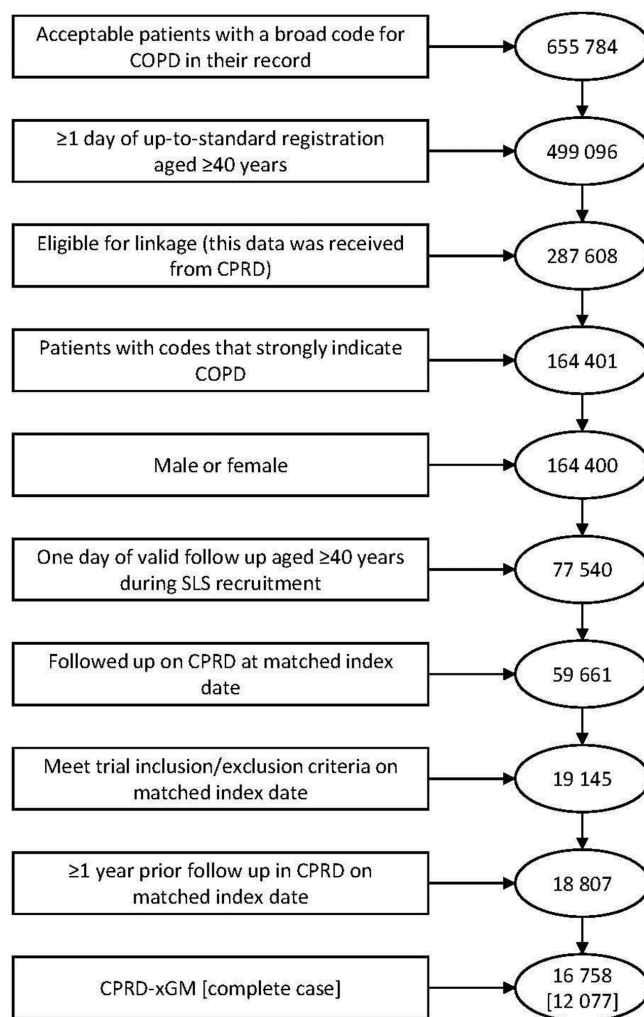 Acceptable patients with a broad code for
COPD in their record
655 784
≥1 day of up-to-standard registration
aged ≥40 years
499 096
Eligible for linkage (this data was received
from CPRD)
287 608
Patients with codes that strongly indicate
COPD
164 401
Male or female
164 400
One day of valid follow up aged ≥40 years
during SLS recruitment
77 540
Followed up on CPRD at matched index
date
59 661
Meet trial inclusion/exclusion criteria on
matched index date
19 145
≥1 year prior follow up in CPRD on
matched index date
18 807
CPRD-xGM [complete case]
16 758
[12 077]